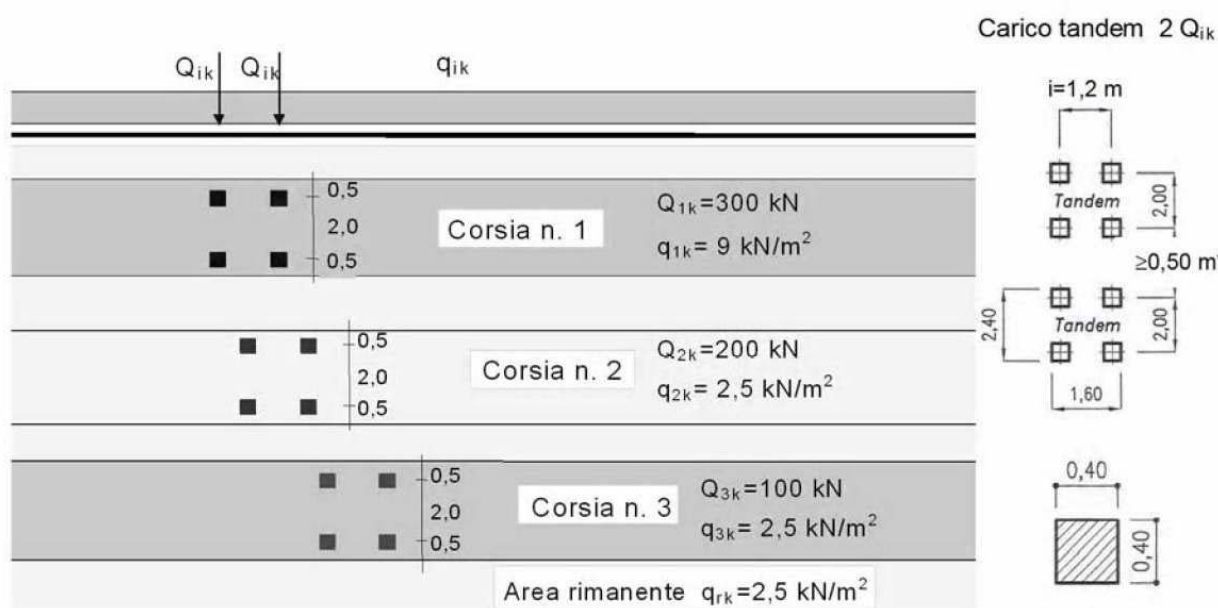 Carico tandem 2 Qik
Qik Qik qik
i=1,2 m
0,5
2,0
0,5
Corsia n. 1
Q1k=300 kN
q1k= 9 kN/m²
Tandem
2,00
≥0,50 m
0,5
2,0
0,5
Corsia n. 2
Q2k=200 kN
q2k= 2,5 kN/m²
2,40
Tandem
2,00
1,60
0,5
2,0
0,5
Corsia n. 3
Q3k=100 kN
q3k= 2,5 kN/m²
0,40
0,40
Area rimanente qrk=2,5 kN/m²